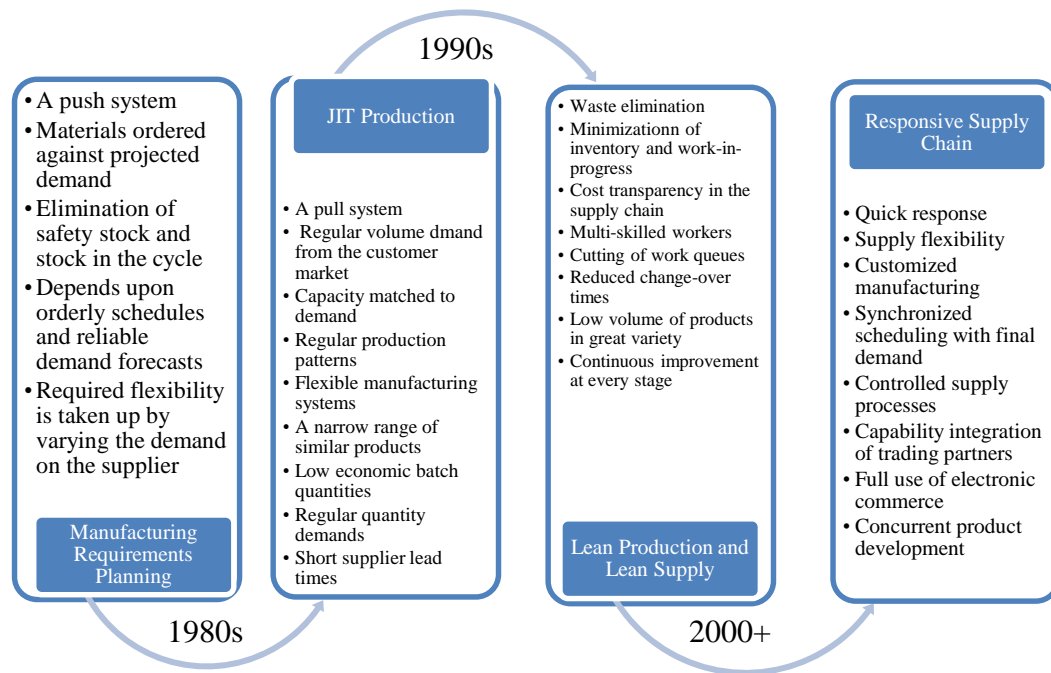 1990s
• A push system
• Materials ordered
against projected
demand
• Elimination of
safety stock and
stock in the cycle
• Depends upon
orderly schedules
and reliable
demand forecasts
• Required flexibility
is taken up by
varying the demand
on the supplier
Manufacturing
Requirements
Planning
1980s
JIT Production
• A pull system
• Regular volume dmand
from the customer
market
• Capacity matched to
demand
• Regular production
patterns
• Flexible manufacturing
systems
• A narrow range of
similar products
• Low economic batch
quantities
• Regular quantity
demands
• Short supplier lead
times
• Waste elimination
• Minimizationn of
inventory and work-in-
progress
• Cost transparency in the
supply chain
• Multi-skilled workers
• Cutting of work queues
• Reduced change-over
times
• Low volume of products
in great variety
• Continuous improvement
at every stage
Lean Production and
Lean Supply
2000+
Responsive Supply
Chain
• Quick response
• Supply flexibility
• Customized
manufacturing
• Synchronized
scheduling with final
demand
• Controlled supply
processes
• Capability integration
of trading partners
• Full use of electronic
commerce
• Concurrent product
development